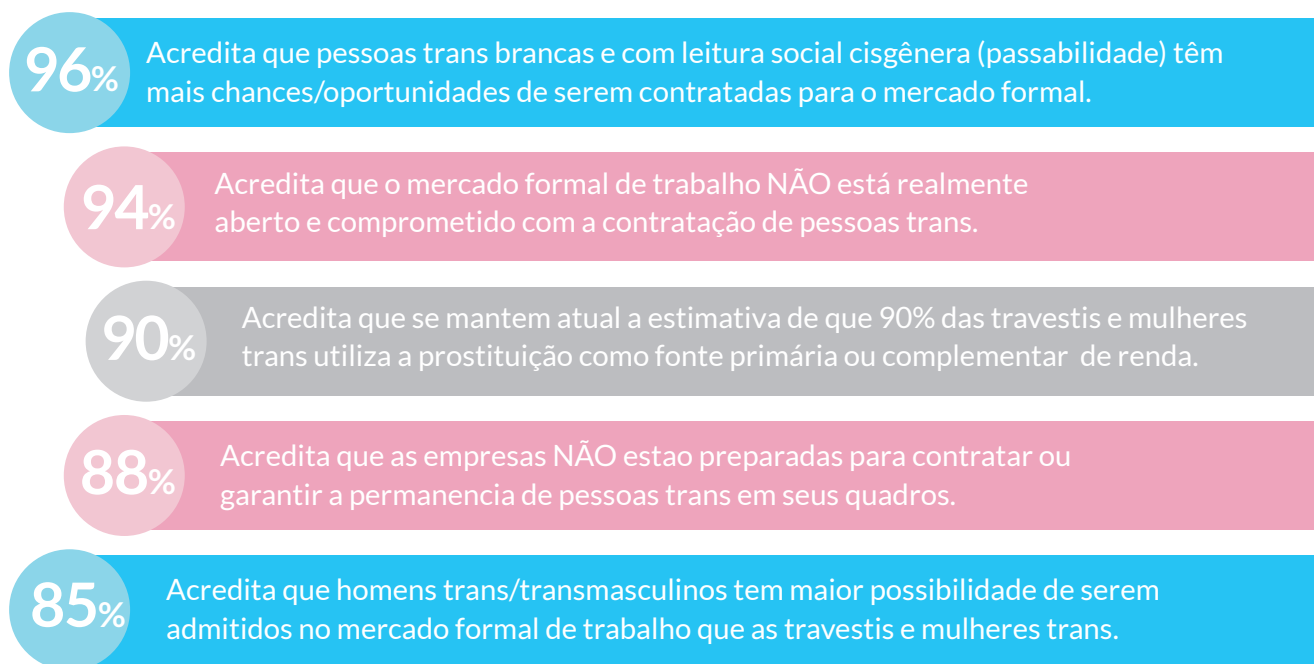 96%
Acredita que pessoas trans brancas e com leitura social cisgênera (passabilidade) têm
mais chances/oportunidades de serem contratadas para o mercado formal.
94%
Acredita que o mercado formal de trabalho NÃO está realmente
aberto e comprometido com a contratação de pessoas trans.
90%
Acredita que se mantem atual a estimativa de que 90% das travestis e mulheres
trans utiliza a prostituição como fonte primária ou complementar de renda.
88%
Acredita que as empresas NÃO estao preparadas para contratar ou
garantir a permanencia de pessoas trans em seus quadros.
85%
Acredita que homens trans/transmasculinos tem maior possibilidade de serem
admitidos no mercado formal de trabalho que as travestis e mulheres trans.